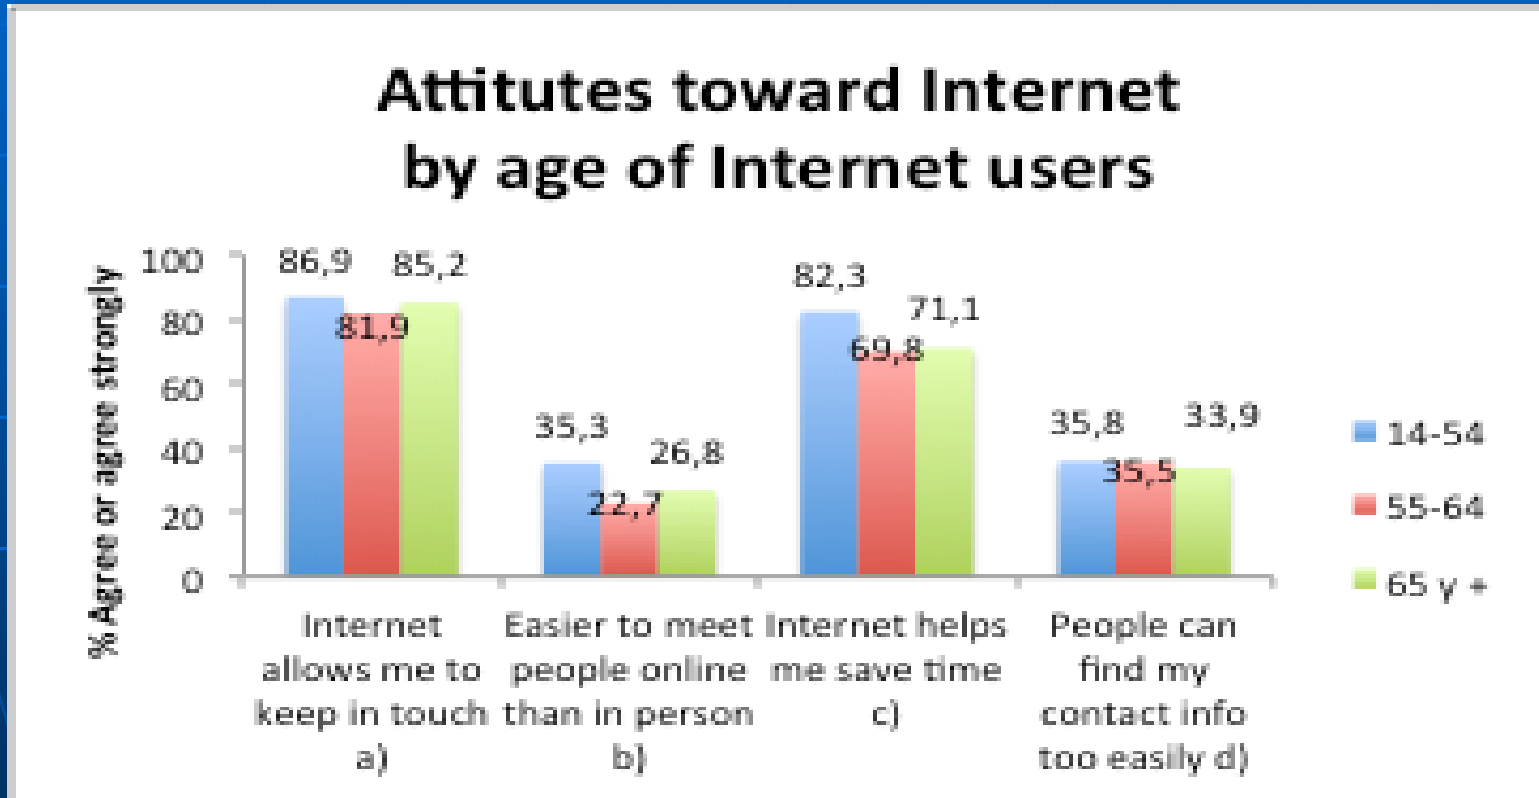 Attitutes toward Internet
by age of Internet users
% Agree or agree strongly
100
80
60
40
20
0
86,9
81,9
85,2
35,3
22,7
26,8
82,3
69,8
71,1
35,8
35,5
33,9
Internet
allows me to
keep in touch
a)
Easier to meet
people online
than in person
b)
Internet helps
me save time
c)
People can
find my
contact info
too easily d)
14-54
55-64
65 y +